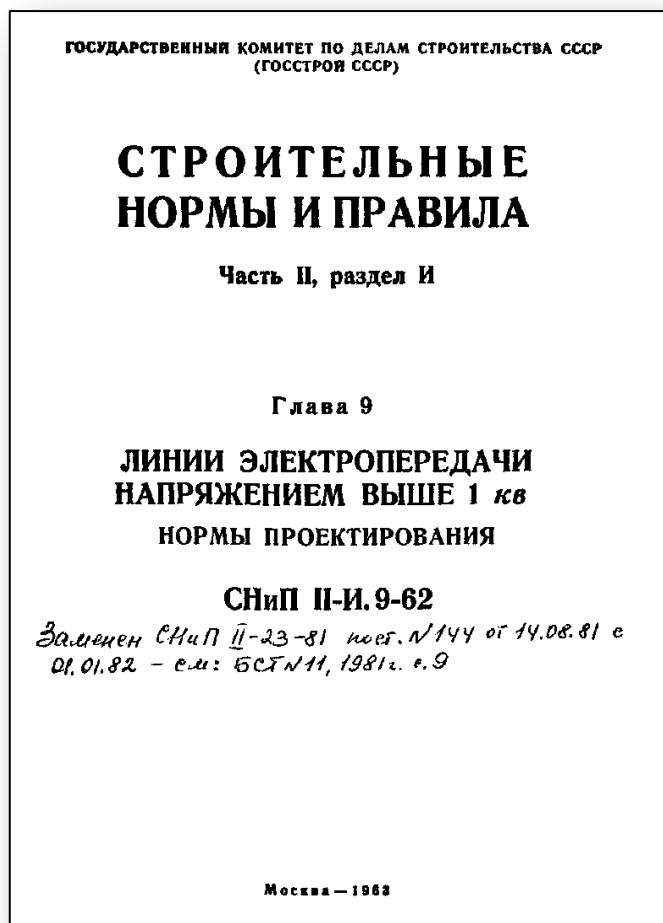 ГОСУДАРСТВЕННЫЙ КОМИТЕТ ПО ДЕЛАМ СТРОИТЕЛЬСТВА СССР
(ГОССТРОЙ СССР)
СТРОИТЕЛЬНЫЕ
НОРМЫ И ПРАВИЛА
Часть II, раздел И
Глава 9
ЛИНИИ ЭЛЕКТРОПЕРЕДАЧИ
НАПРЯЖЕНИЕМ ВЫШЕ 1 кв
НОРМЫ ПРОЕКТИРОВАНИЯ
СНиП II-И.9-62
Заменен СНиП II-23-81 пост. №144 от 14.08.81 с
01.01.82 – см: БСТ №11, 1981г. с.9
Москва — 1963